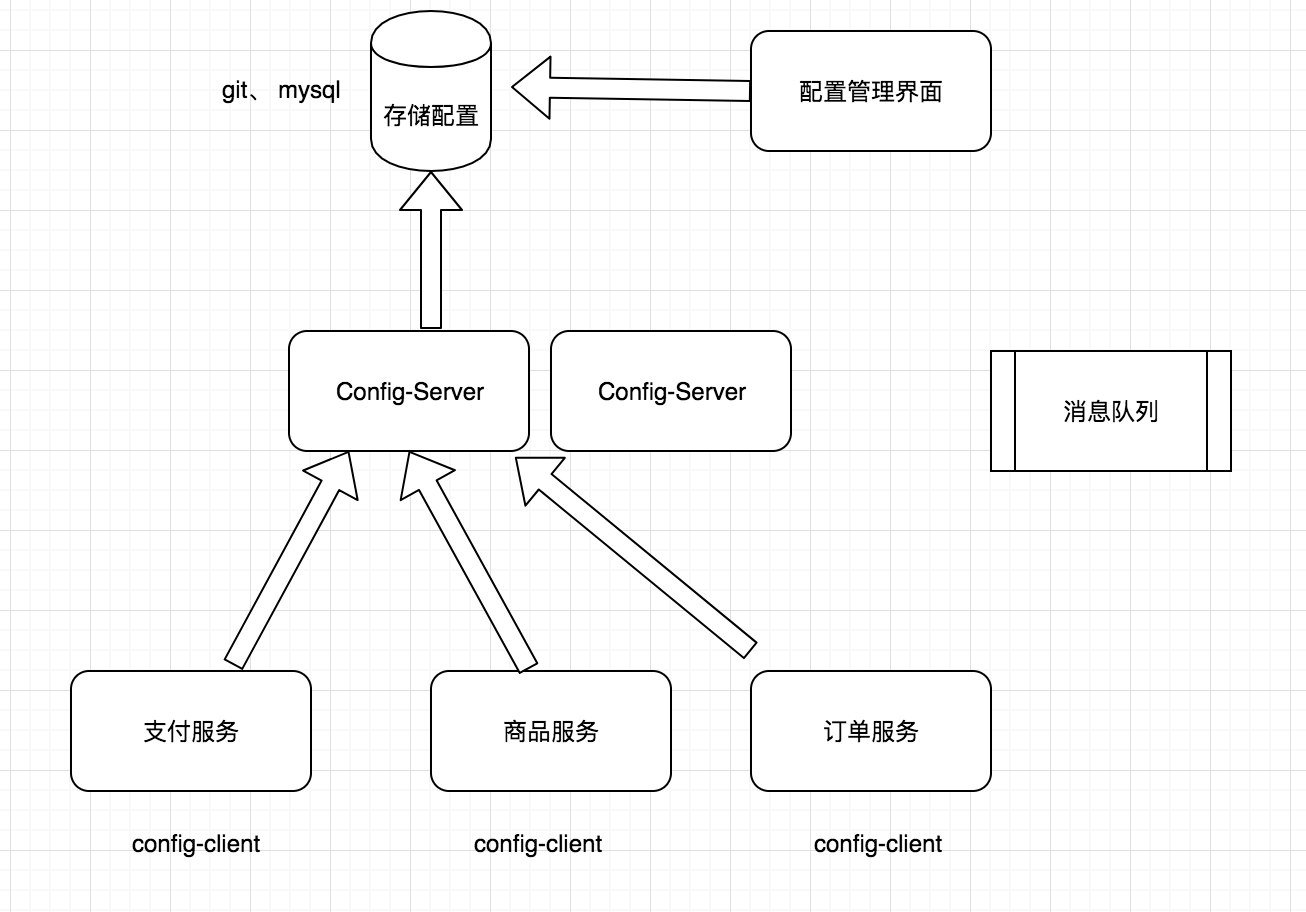 git、 mysql
存储配置
配置管理界面
Config-Server
Config-Server
消息队列
支付服务
商品服务
订单服务
config-client
config-client
config-client